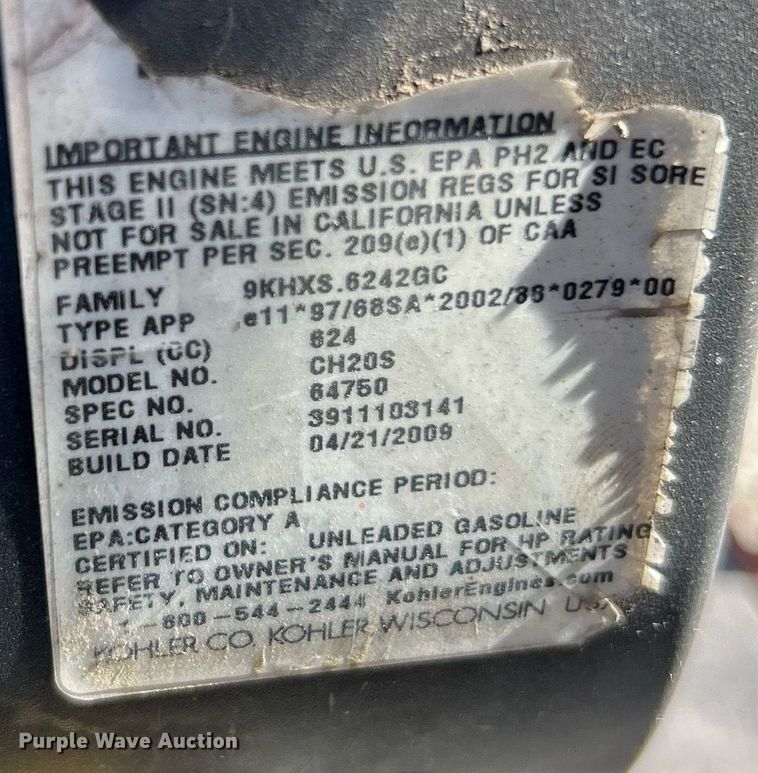 IMPORTANT ENGINE INFORMATION
THIS ENGINE MEETS U.S. EPA PH2 AND EC
STAGE II (SN:4) EMISSION REGS FOR SI SORE
NOT FOR SALE IN CALIFORNIA UNLESS
PREEMPT PER SEC. 209(e)(1) OF CAA
FAMILY 9KHXS.6242GC
TYPE APP e11*97/68SA*2002/88*0279*00
DISPL (CC) 624
MODEL NO. CH20S
SPEC NO. 64750
SERIAL NO. 3911103141
BUILD DATE 04/21/2009
EMISSION COMPLIANCE PERIOD:
EPA:CATEGORY A
CERTIFIED ON: UNLEADED GASOLINE
REFER TO OWNER'S MANUAL FOR HP RATING
SAFETY, MAINTENANCE AND ADJUSTMENTS
1-800-544-2444 KohlerEngines.com
KOHLER CO. KOHLER, WISCONSIN USA
Purple Wave Auction